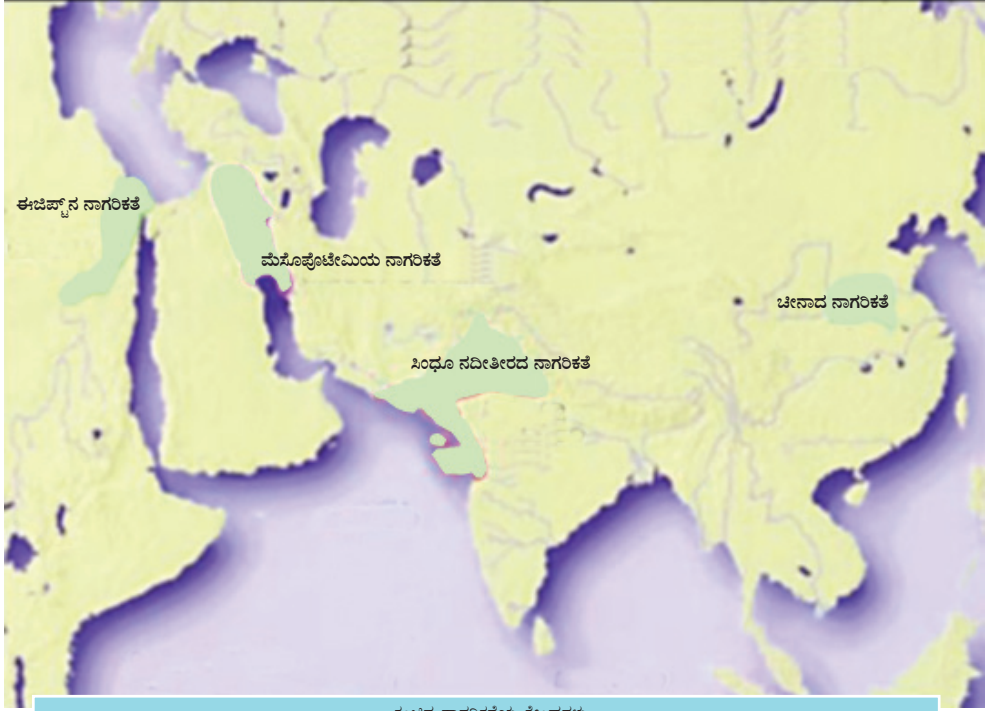 ಈಜಿಪ್ಟ್‌ನ ನಾಗರಿಕತೆ
ಮೆಸೊಪೊಟೇಮಿಯ ನಾಗರಿಕತೆ
ಚೀನಾದ ನಾಗರಿಕತೆ
ಸಿಂಧೂ ನದೀತೀರದ ನಾಗರಿಕತೆ